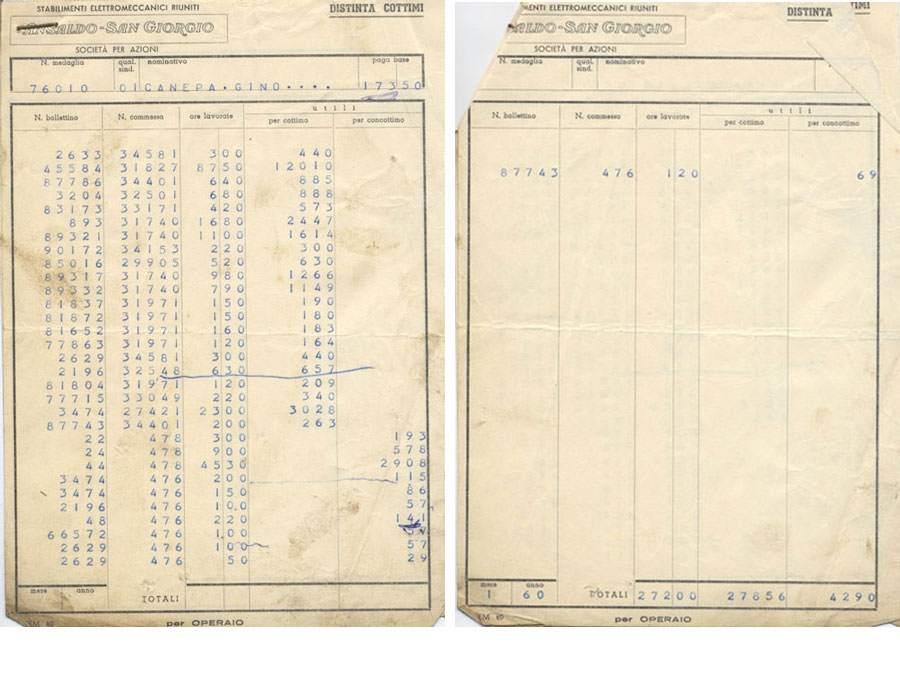 STABILIMENTI ELETTROMECCANICI RIUNITI
DISTINTA COTTIMI
ANSALDO-SAN GIORGIO
SOCIETÀ PER AZIONI
N. medaglia qual. sind. nominativo paga base
76010 01CANEPA·GINO···· 17350
utili
N. bollettino N. commessa ore lavorate per cottimo per concottimo
2633 34581 300 440
45584 31827 8750 12010
87786 34401 640 885
3204 32501 680 888
83173 33171 420 573
893 31740 1680 2447
89321 31740 1100 1614
90172 34153 220 300
85016 29905 520 630
89317 31740 980 1266
89332 31740 790 1149
81837 31971 150 190
81872 31971 150 180
81652 31971 160 183
77863 31971 120 164
2629 34581 300 440
2196 32548 630 657
81804 31971 120 209
77715 33049 220 340
3474 27421 2300 3028
87743 34401 200 263
22 478 300 193
24 478 900 578
44 478 4530 2908
3474 476 200 115
3474 476 150 86
2196 476 100 57
48 476 220 141
66572 476 100
2629 476 100 57
2629 476 50 29
mese anno
TOTALI
per OPERAIO
MENTI ELETTROMECCANICI RIUNITI
DISTINTA TIMI
SALDO-SAN GIORGIO
SOCIETÀ PER AZIONI
N. medaglia qual. sind. nominativo
utili
N. bollettino N. commessa ore lavorate per cottimo per concottimo
87743 476 120 69
mese anno
1 60 TOTALI 27200 27856 4290
per OPERAIO